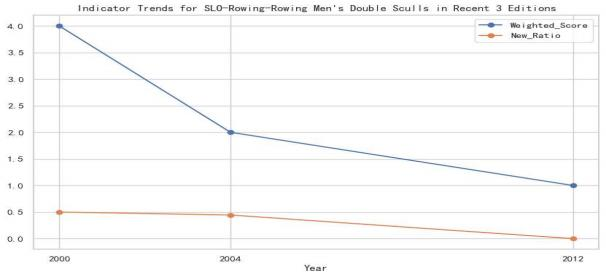 Indicator Trends for SLO-Rowing-Rowing Men's Double Sculls in Recent 3 Editions
Weighted_Score
New_Ratio
4.0
3.5
3.0
2.5
2.0
1.5
1.0
0.5
0.0
2000 2004 2012
Year